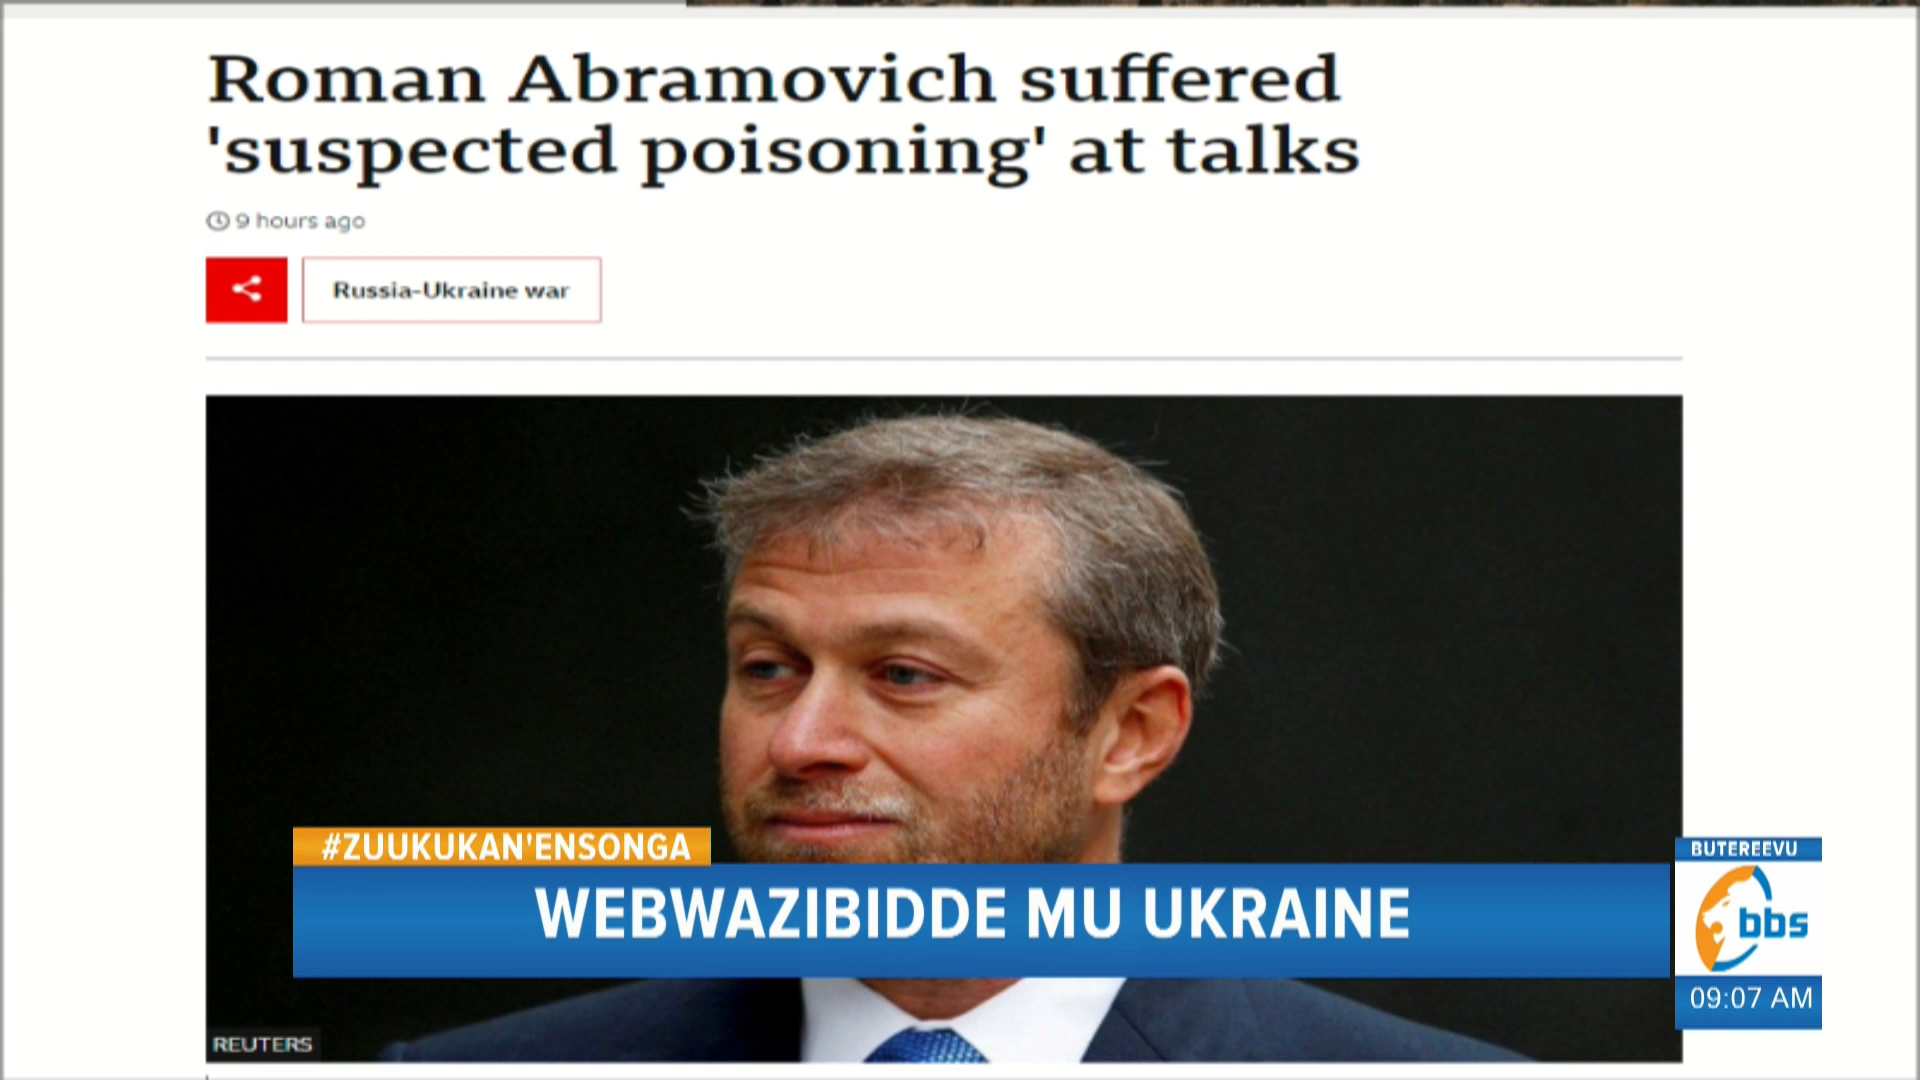 Roman Abramovich suffered
'suspected poisoning' at talks
9 hours ago
Russia-Ukraine war
#ZUUKUKAN'ENSONGA
WEBWAZIBIDDE MU UKRAINE
BUTEREEVU
bbs
09:07 AM
REUTERS